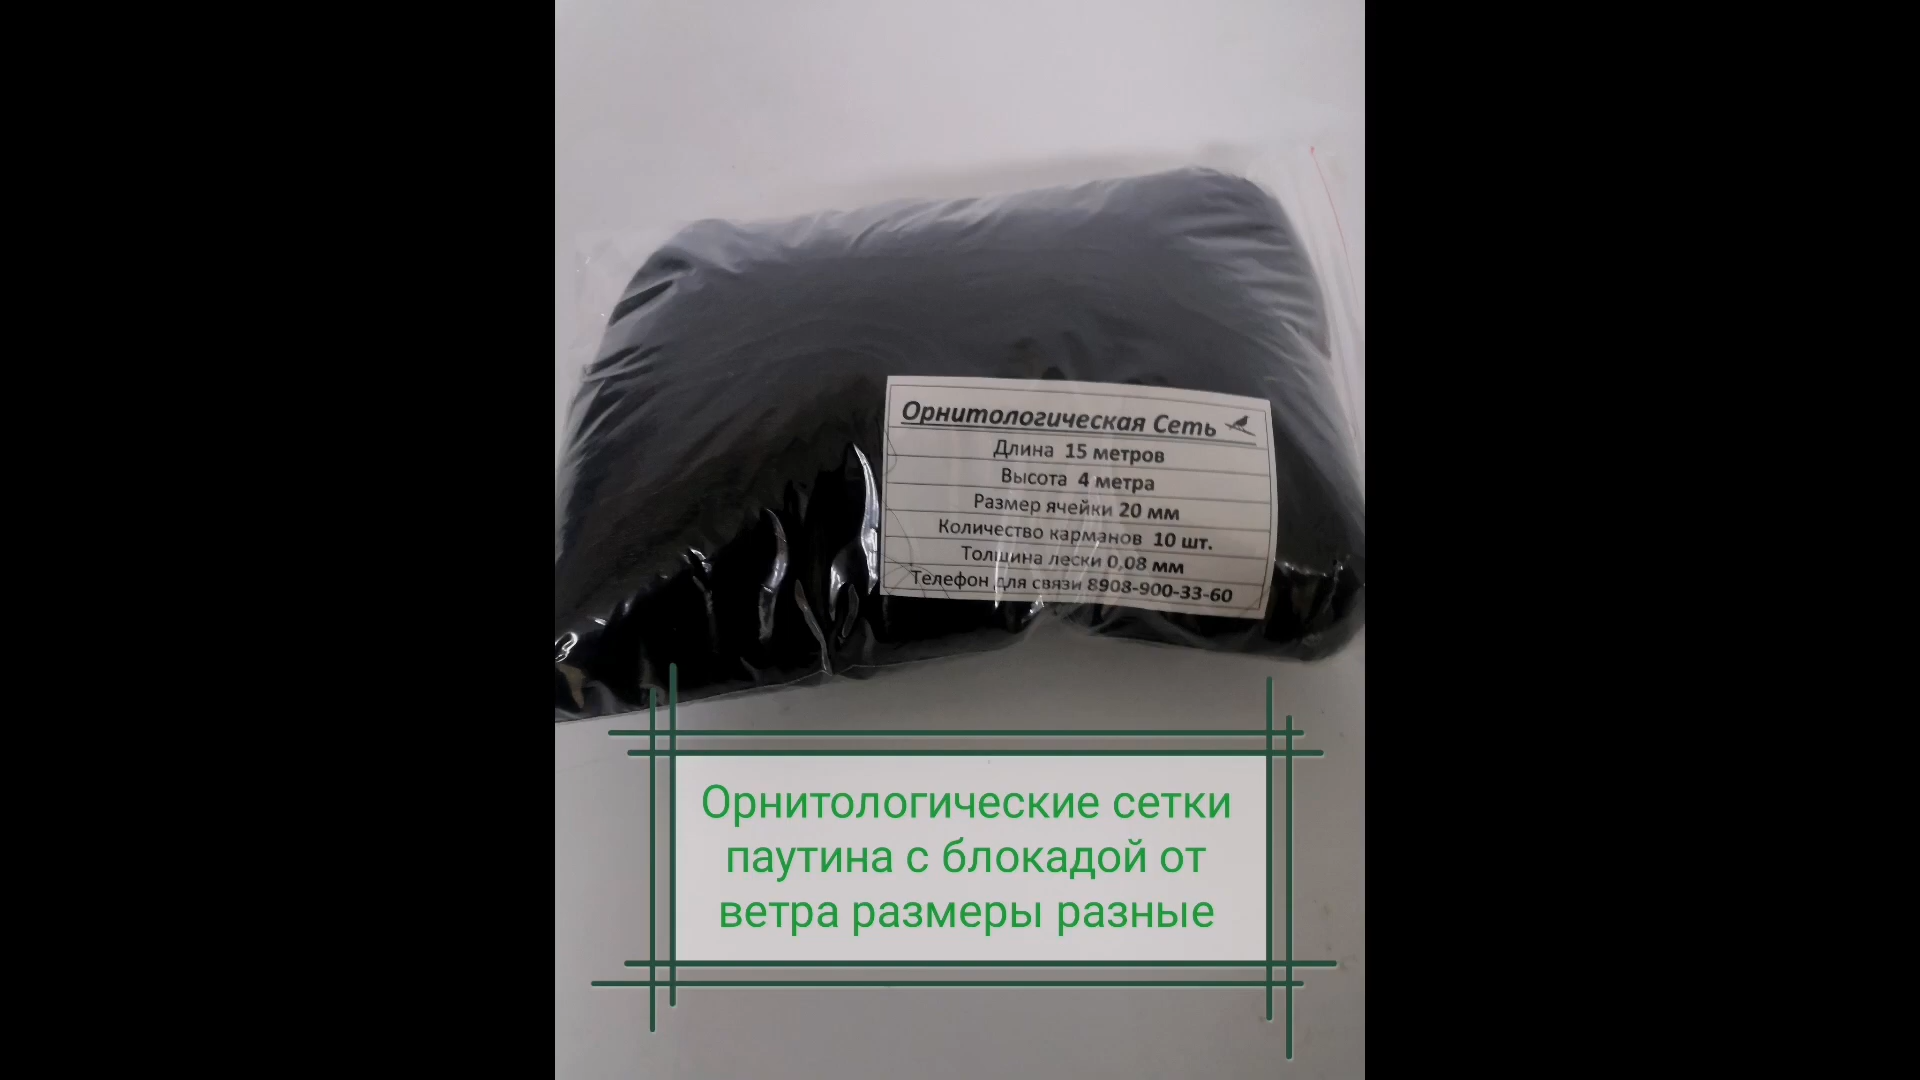 Орнитологическая Сеть
Длина 15 метров
Высота 4 метра
Размер ячейки 20 мм
Количество карманов 10 шт.
Толщина лески 0,08 мм
Телефон для связи 8908-900-33-60
Орнитологические сетки
паутина с блокадой от
ветра размеры разные